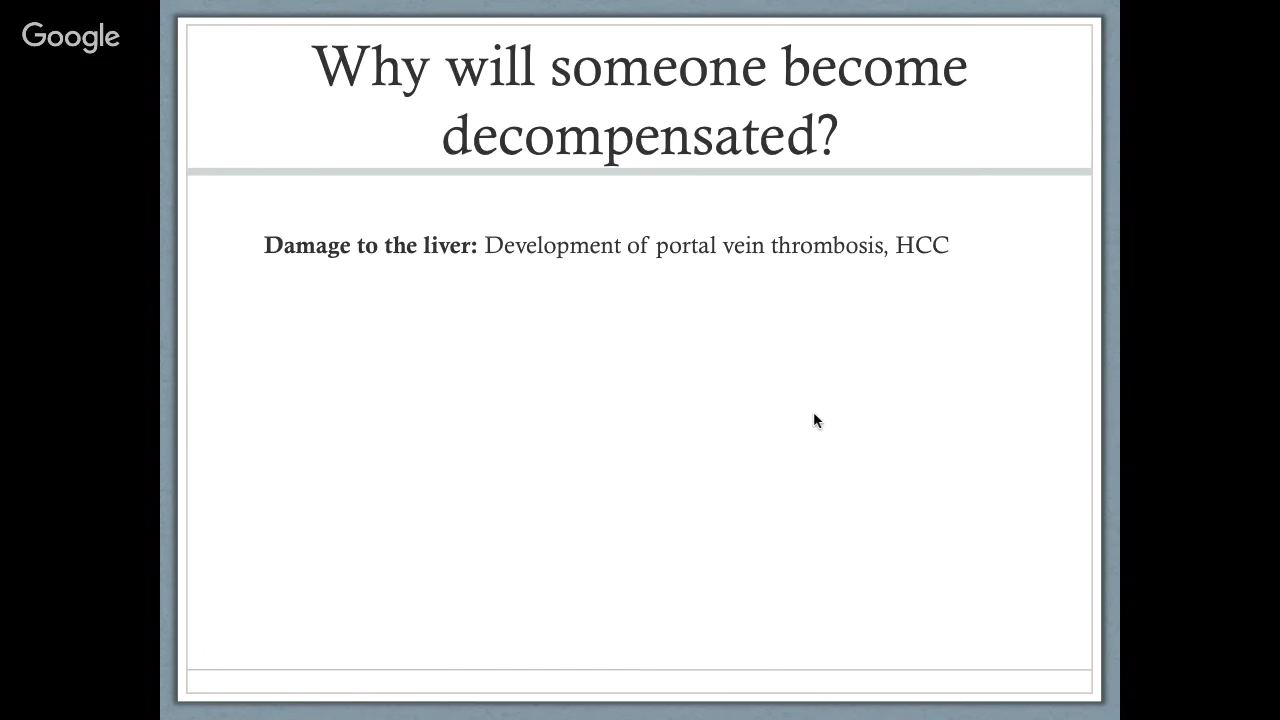 Google
Why will someone become
decompensated?
Damage to the liver: Development of portal vein thrombosis, HCC